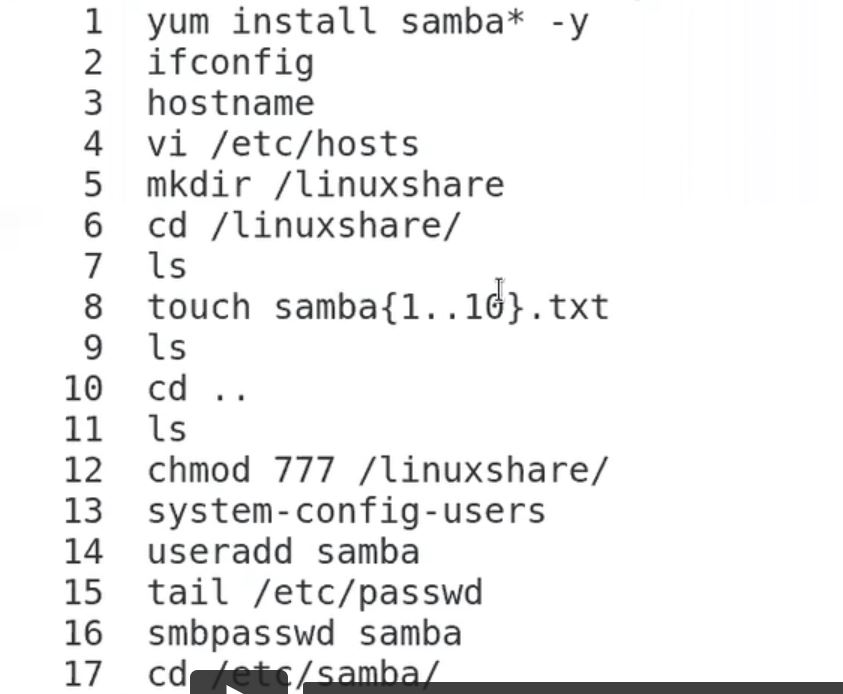 1 yum install samba* -y
2 ifconfig
3 hostname
4 vi /etc/hosts
5 mkdir /linuxshare
6 cd /linuxshare/
7 ls
8 touch samba{1..10}.txt
9 ls
10 cd ..
11 ls
12 chmod 777 /linuxshare/
13 system-config-users
14 useradd samba
15 tail /etc/passwd
16 smbpasswd samba
17 cd /etc/samba/